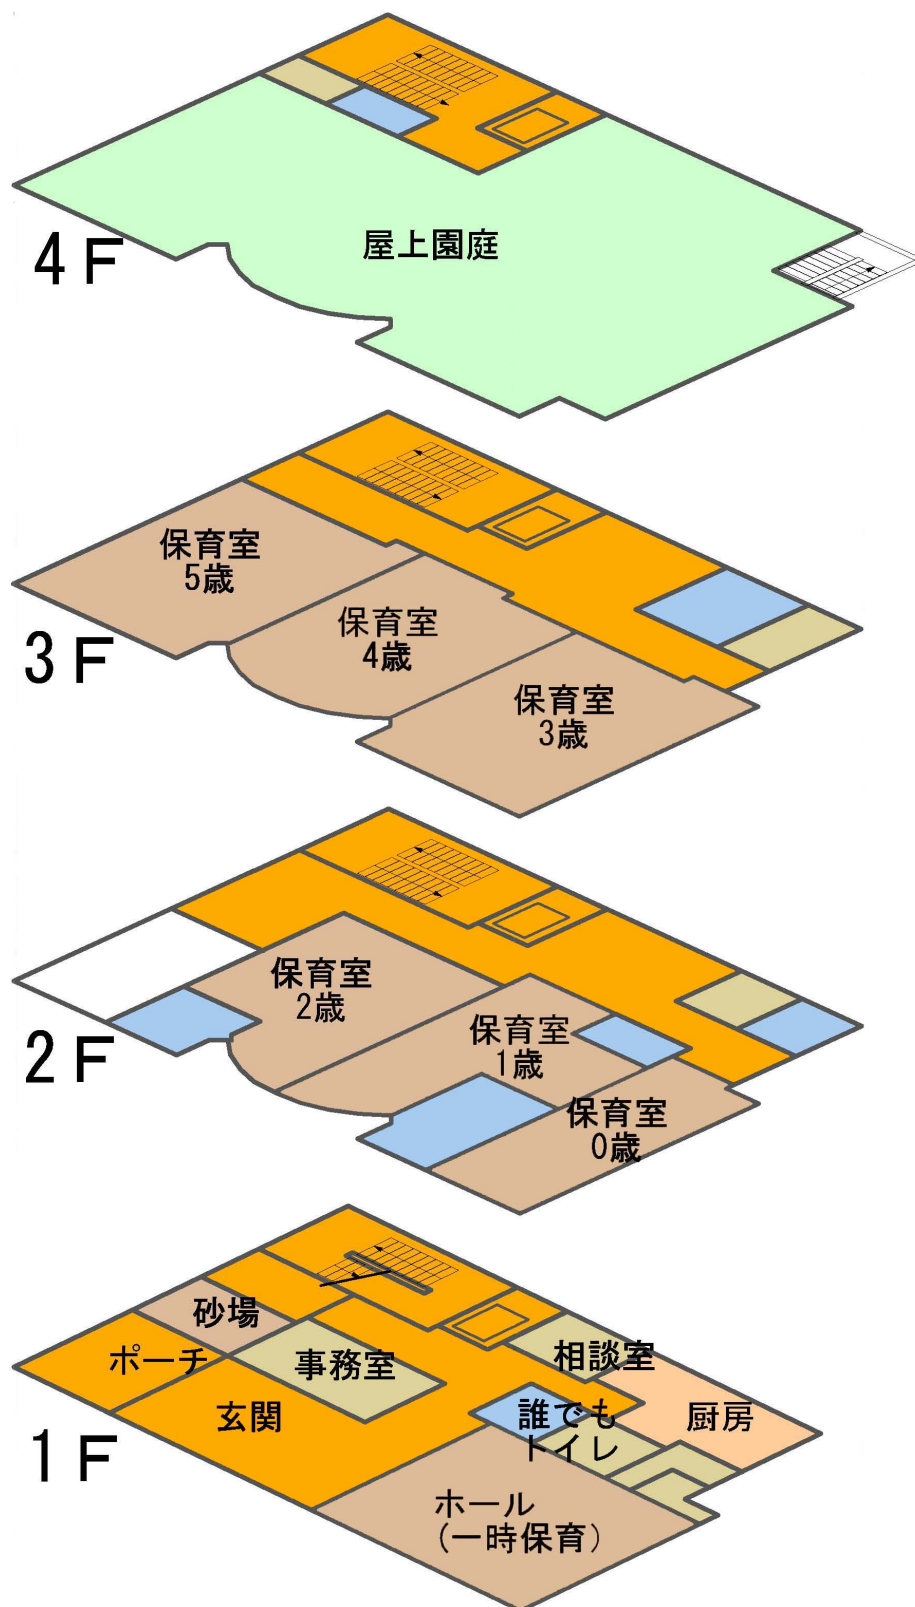 屋上園庭
4F
保育室
5歳
保育室
4歳
保育室
3歳
3F
保育室
2歳
保育室
1歳
保育室
0歳
2F
砂場
ポーチ
事務室
相談室
玄関
誰でも
トイレ
厨房
1F
ホール
(一時保育)